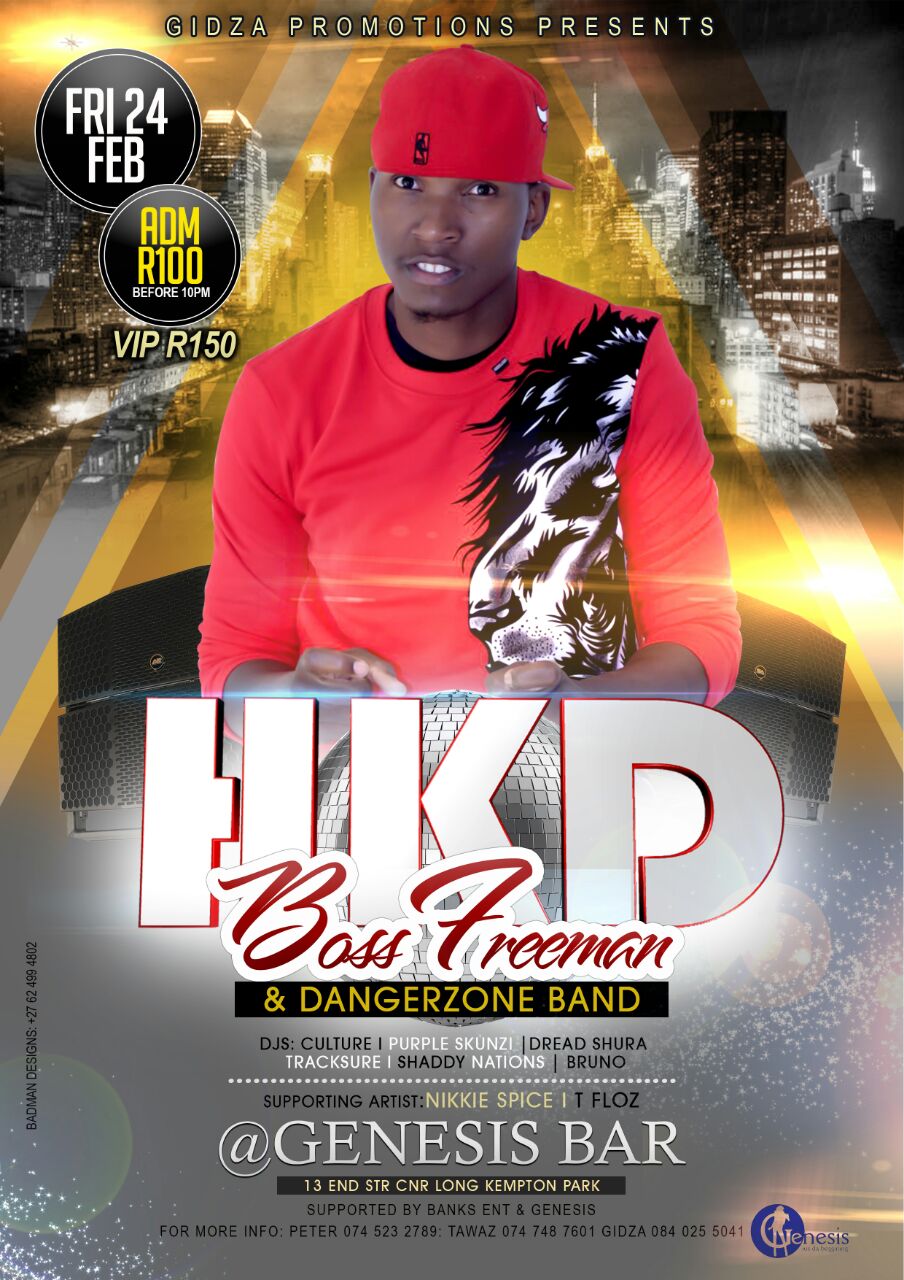 GIDZA PROMOTIONS PRESENTS
FRI 24
FEB
ADM
R100
BEFORE 10PM
VIP R150
HKD
Boss Freeman
& DANGERZONE BAND
DJS: CULTURE I PURPLE SKUNZI | DREAD SHURA
TRACKSURE I SHADDY NATIONS | BRUNO
SUPPORTING ARTIST: NIKKIE SPICE I T FLOZ
@GENESIS BAR
13 END STR CNR LONG KEMPTON PARK
SUPPORTED BY BANKS ENT & GENESIS
FOR MORE INFO: PETER 074 523 2789: TAWAZ 074 748 7601 GIDZA 084 025 5041
Genesis
BADMAN DESIGNS: +27 62 499 4802